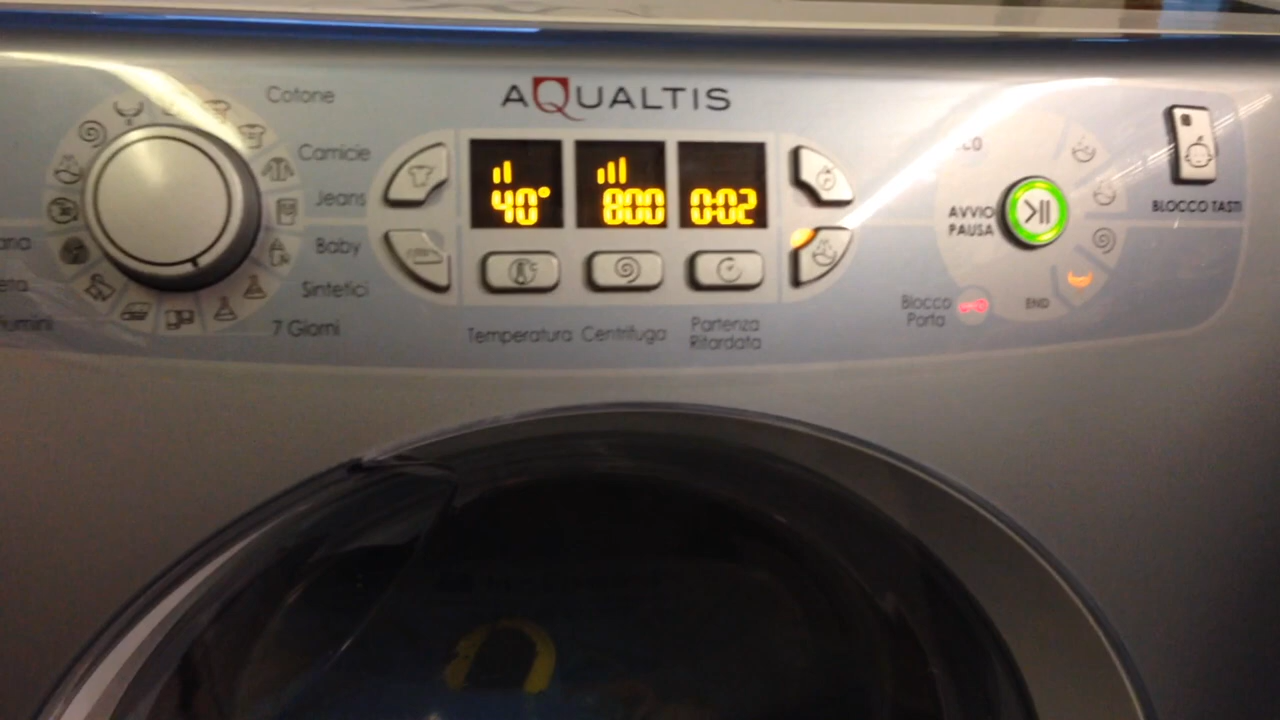 AQUALTIS
Cotone
Camicie
Jeans
Baby
Sintetici
7 Giorni
40°
800
0:02
Temperatura
Centrifuga
Partenza
Ritardata
AVVIO
PAUSA
Blocco
Porta
END
BLOCCO TASTI